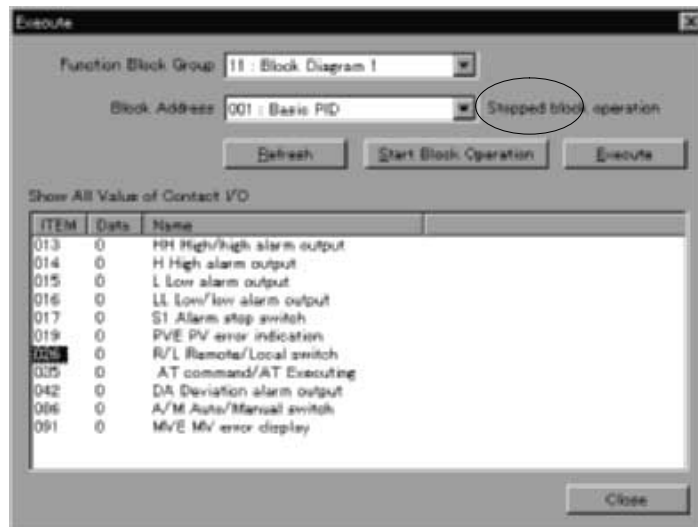 Execute
Function Block Group 11 : Block Diagram 1
Block Address 001 : Basic PID Stopped block operation
Refresh Start Block Operation Execute
Show All Value of Contact I/O
ITEM Data Name
013 0 HH High/high alarm output
014 0 H High alarm output
015 0 L Low alarm output
016 0 LL Low/low alarm output
017 0 S1 Alarm stop switch
019 0 PVE PV error indication
026 0 R/L Remote/Local switch
035 0 AT command/AT Executing
042 0 DA Deviation alarm output
086 0 A/M Auto/Manual switch
091 0 MVE MV error display
Close